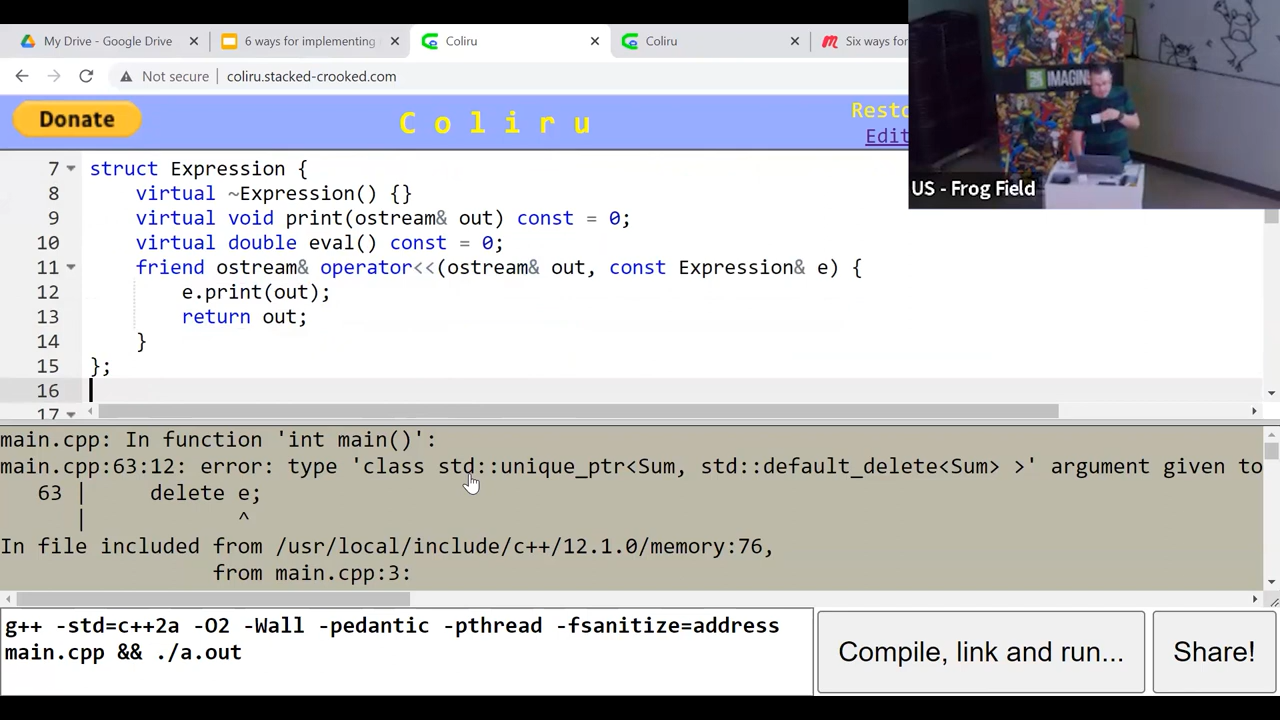 My Drive - Google Drive
6 ways for implementing
Coliru
Coliru
Six ways fo
Not secure
coliru.stacked-crooked.com
Donate
Coliru
Resto
Edit
IMAGIN
US - Frog Field
7 struct Expression {
8 virtual ~Expression() {}
9 virtual void print(ostream& out) const = 0;
10 virtual double eval() const = 0;
11 friend ostream& operator<<(ostream& out, const Expression& e) {
12 e.print(out);
13 return out;
14 }
15 };
16
17
main.cpp: In function 'int main()':
main.cpp:63:12: error: type 'class std::unique_ptr<Sum, std::default_delete<Sum> >' argument given to
63 | delete e;
| ^
In file included from /usr/local/include/c++/12.1.0/memory:76,
from main.cpp:3:
g++ -std=c++2a -O2 -Wall -pedantic -pthread -fsanitize=address
main.cpp && ./a.out
Compile, link and run...
Share!